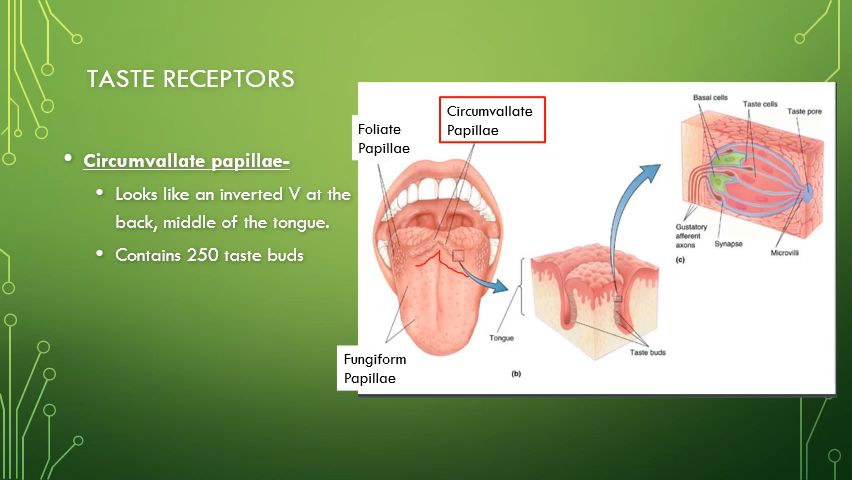 TASTE RECEPTORS
• Circumvallate papillae-
• Looks like an inverted V at the
back, middle of the tongue.
• Contains 250 taste buds
Circumvallate
Papillae
Foliate
Papillae
Fungiform
Papillae
Tongue
(b)
Taste buds
Basal cells
Taste cells
Taste pore
Gustatory
afferent
axons
Synapse
Microvilli
(c)